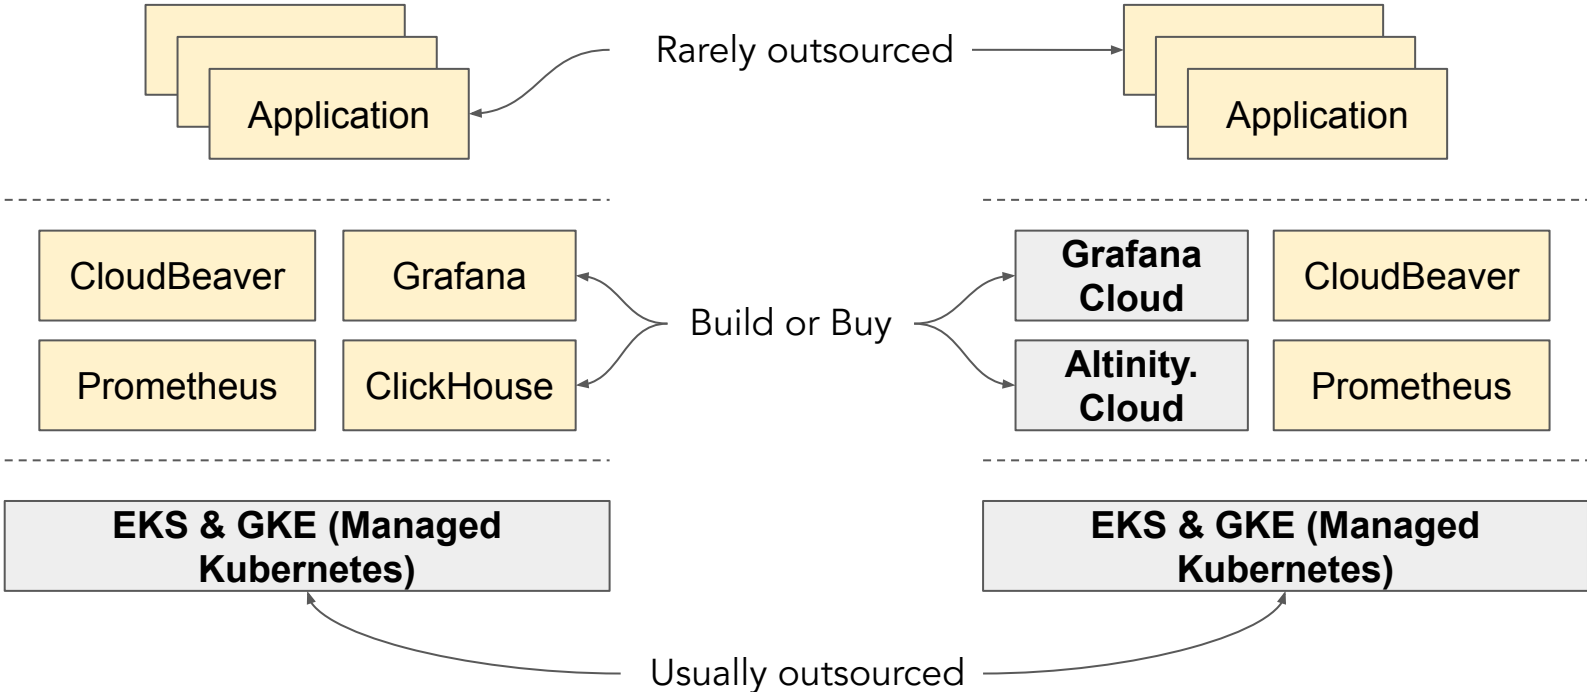 Rarely outsourced
Application
Application
CloudBeaver
Grafana
Prometheus
ClickHouse
Build or Buy
Grafana
Cloud
CloudBeaver
Altinity.
Cloud
Prometheus
EKS & GKE (Managed
Kubernetes)
EKS & GKE (Managed
Kubernetes)
Usually outsourced